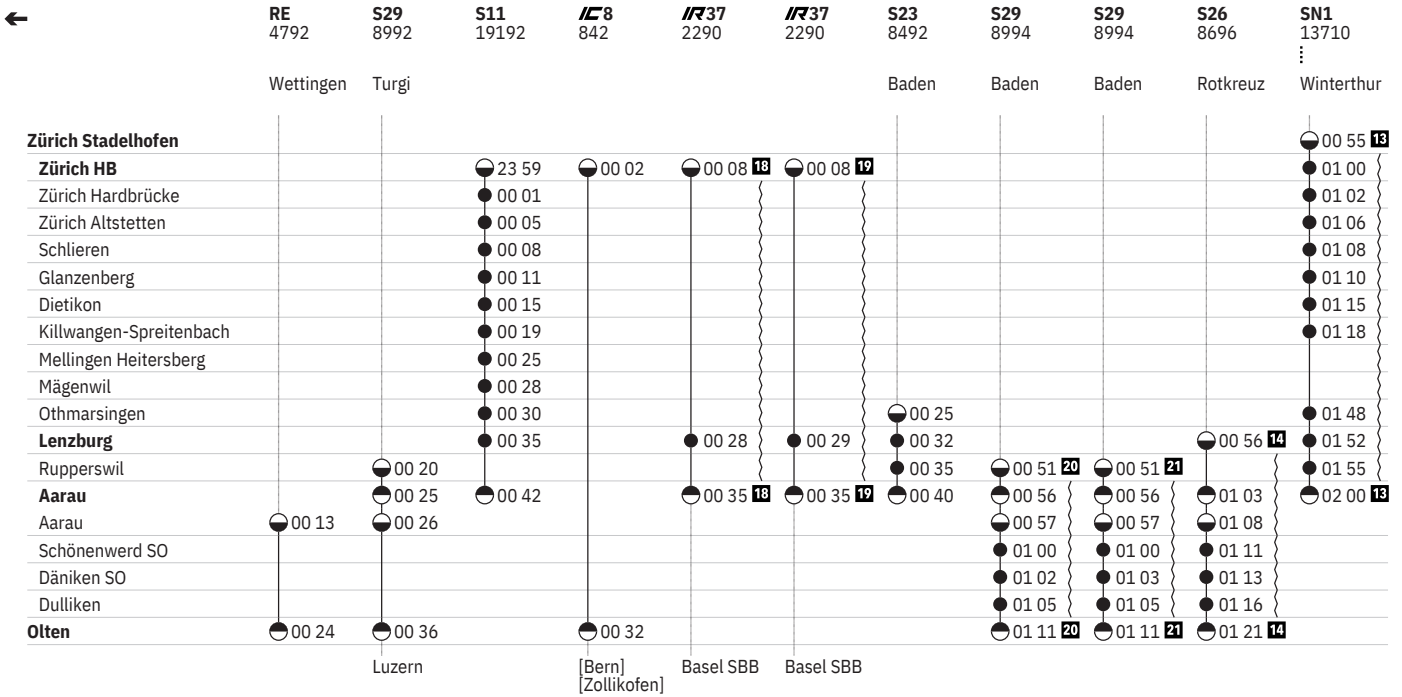 ← RE S29 S11 IC8 IR37 IR37 S23 S29 S29 S26 SN1
4792 8992 19192 842 2290 2290 8492 8994 8994 8696 13710
Wettingen Turgi Baden Baden Baden Rotkreuz Winterthur
Zürich Stadelhofen 00 55 13
Zürich HB 23 59 00 02 00 08 18 00 08 19 01 00
Zürich Hardbrücke 00 01 01 02
Zürich Altstetten 00 05 01 06
Schlieren 00 08 01 08
Glanzenberg 00 11 01 10
Dietikon 00 15 01 15
Killwangen-Spreitenbach 00 19 01 18
Mellingen Heitersberg 00 25
Mägenwil 00 28
Othmarsingen 00 30 00 25 01 48
Lenzburg 00 35 00 28 00 29 00 32 00 56 14 01 52
Rupperswil 00 20 00 35 00 51 20 00 51 21 01 55
Aarau 00 25 00 42 00 35 18 00 35 19 00 40 00 56 00 56 01 03 02 00 13
Aarau 00 13 00 26 00 57 00 57 01 08
Schönenwerd SO 01 00 01 00 01 11
Däniken SO 01 02 01 03 01 13
Dulliken 01 05 01 05 01 16
Olten 00 24 00 36 00 32 01 11 20 01 11 21 01 21 14
Luzern [Bern] Basel SBB Basel SBB
[Zollikofen]